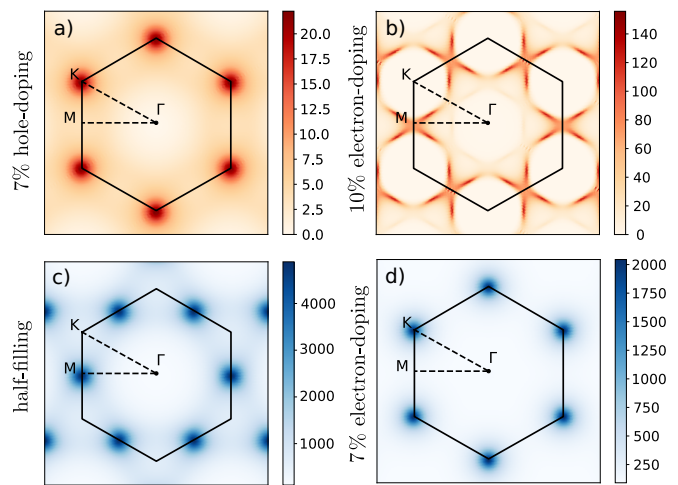 a)
K
M
Γ
7% hole-doping
22.5
20.0
17.5
15.0
12.5
10.0
7.5
5.0
2.5
0.0
b)
K
M
Γ
10% electron-doping
140
120
100
80
60
40
20
0
c)
K
M
Γ
half-filling
4000
3000
2000
1000
d)
K
M
Γ
7% electron-doping
2000
1750
1500
1250
1000
750
500
250